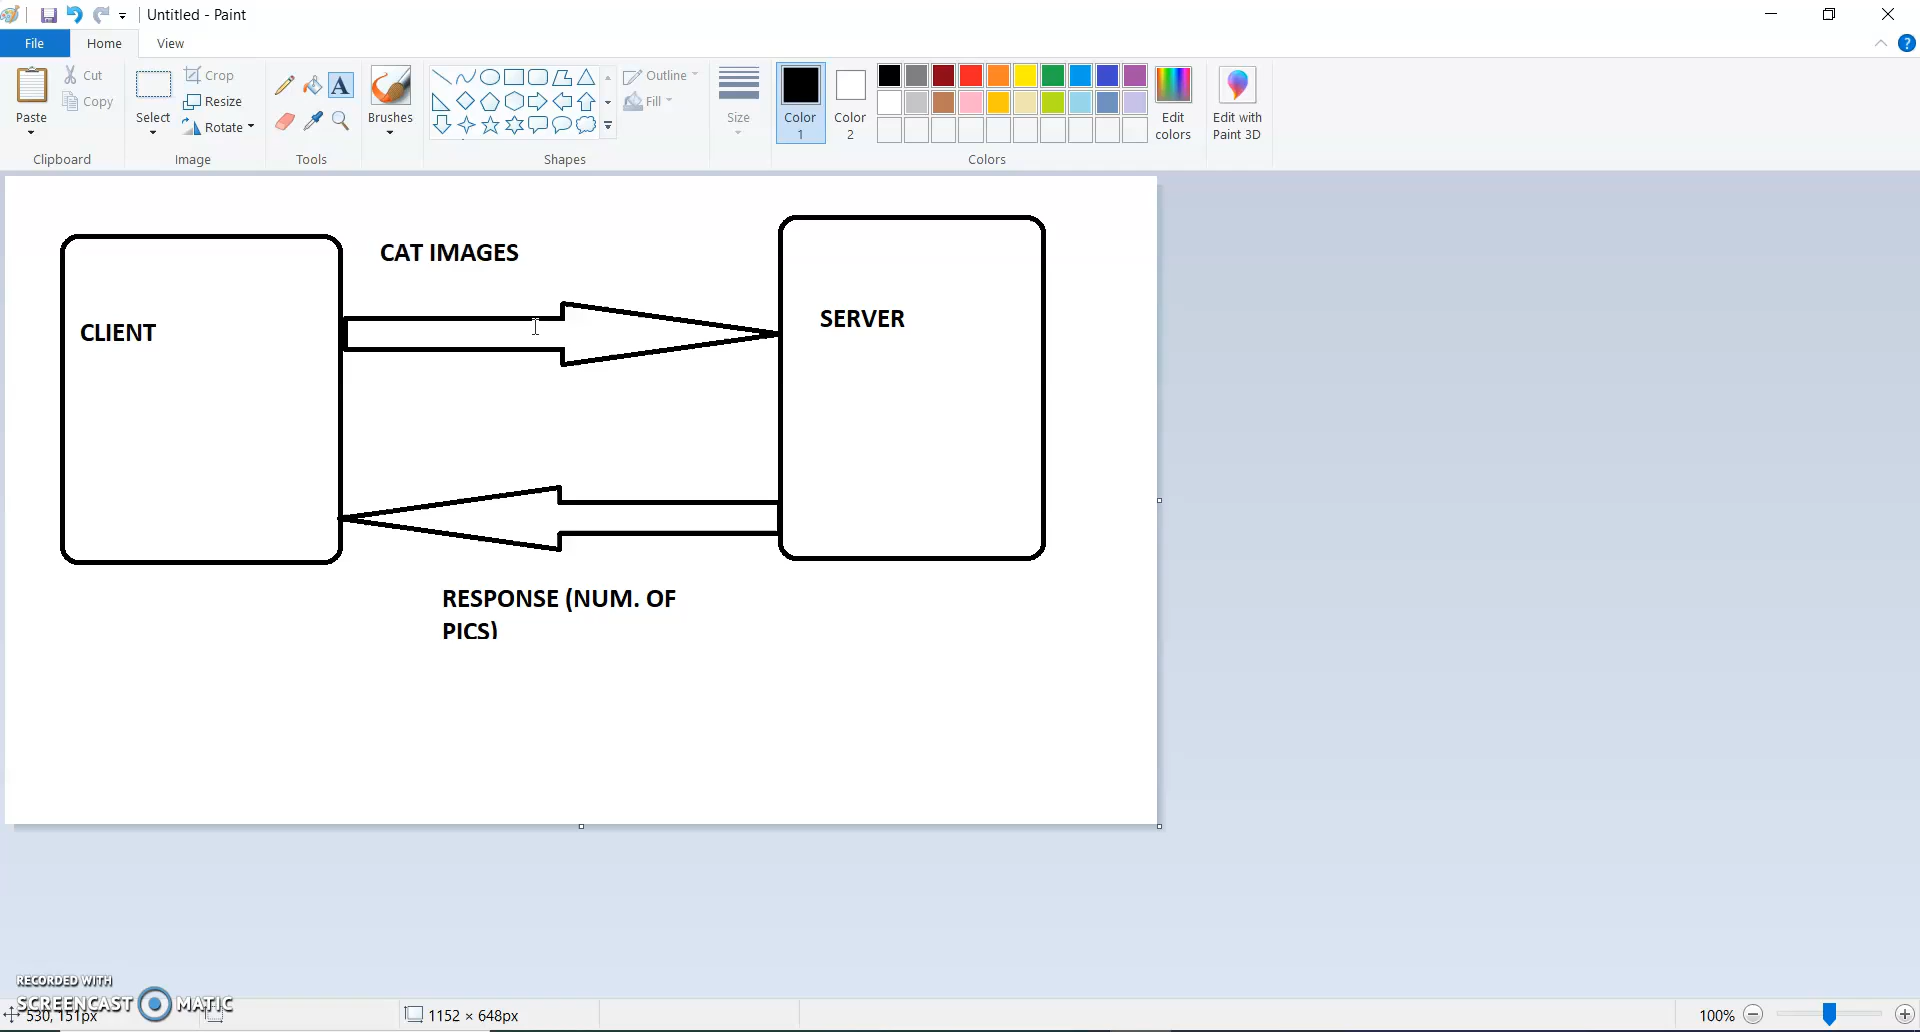 Untitled - Paint
File Home View
Paste
Cut
Copy
Clipboard
Select
Crop
Resize
Rotate
Image
A
Tools
Brushes
Shapes
Outline
Fill
Size
Color
1
Color
2
Colors
Edit
colors
Edit with
Paint 3D
?
CAT IMAGES
CLIENT
SERVER
RESPONSE (NUM. OF
PICS)
RECORDED WITH
SCREENCAST MATIC
530, 151px
1152 × 648px
100%